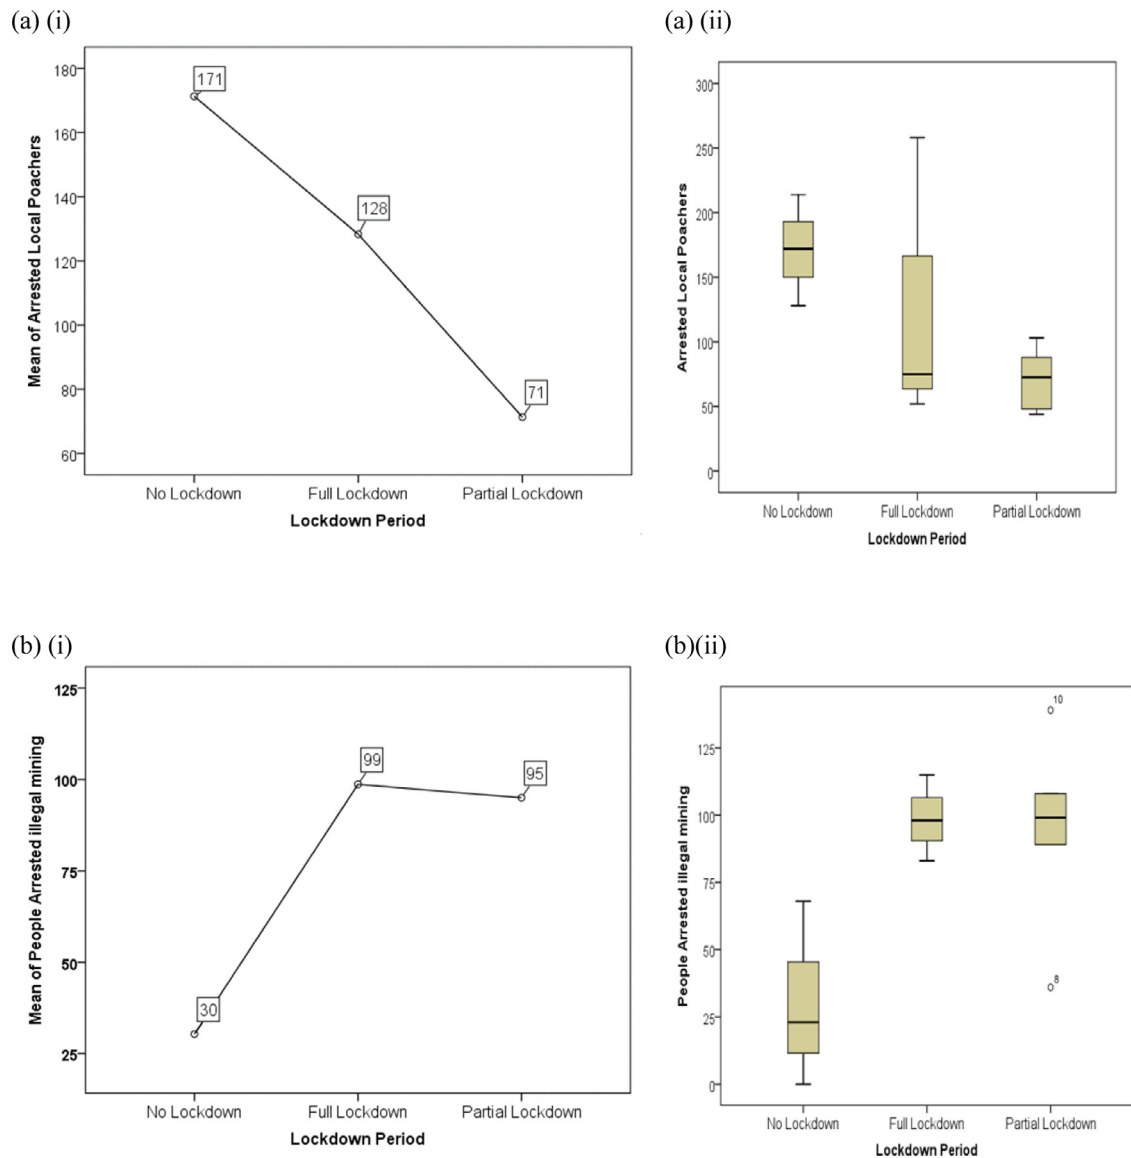 (a) (i)
180
160
140
120
100
80
60
Mean of Arrested Local Poachers
171
128
71
No Lockdown
Full Lockdown
Partial Lockdown
Lockdown Period
(a) (ii)
300
250
200
150
100
50
0
Arrested Local Poachers
No Lockdown
Full Lockdown
Partial Lockdown
Lockdown Period
(b) (i)
125
100
75
50
25
Mean of People Arrested illegal mining
30
99
95
No Lockdown
Full Lockdown
Partial Lockdown
Lockdown Period
(b)(ii)
125
100
75
50
25
0
People Arrested illegal mining
10
8
No Lockdown
Full Lockdown
Partial Lockdown
Lockdown Period